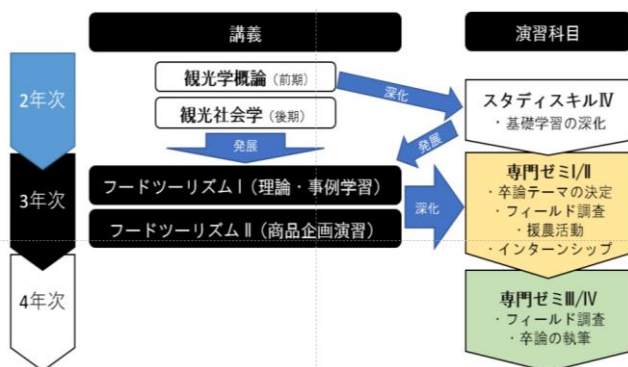 講義
演習科目
2年次
観光学概論（前期）
深化
スタディスキルⅣ
・基礎学習の深化
観光社会学（後期）
発展
発展
3年次
フードツーリズムⅠ（理論・事例学習）
フードツーリズムⅡ（商品企画演習）
深化
専門ゼミⅠ/Ⅱ
・卒論テーマの決定
・フィールド調査
・援農活動
・インターンシップ
4年次
専門ゼミⅢ/Ⅳ
・フィールド調査
・卒論の執筆